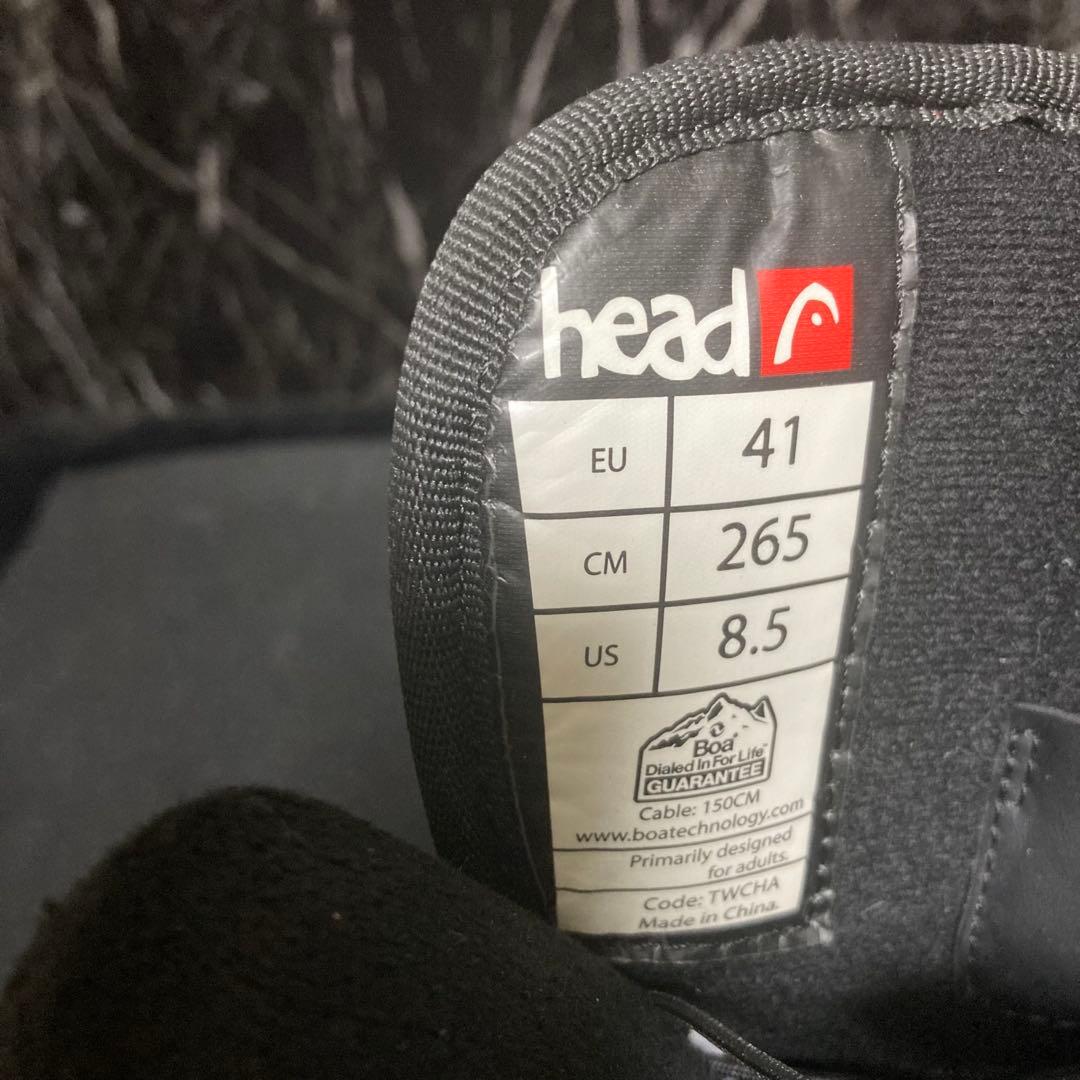 head
EU 41
CM 265
US 8.5
Boa
Dialed In For Life™
GUARANTEE
Cable: 150CM
www.boatechnology.com
Primarily designed
for adults.
Code: TWCHA
Made in China.